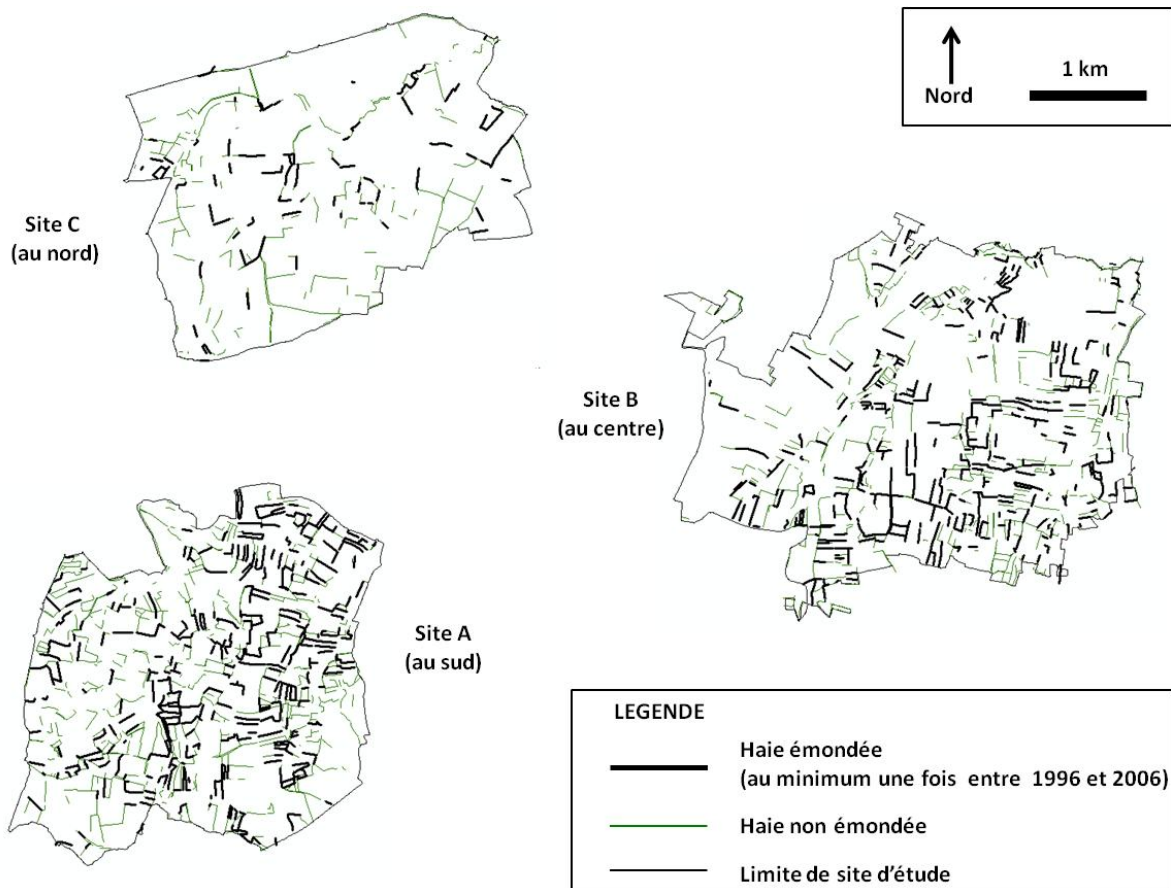 Nord
1 km
Site C
(au nord)
Site B
(au centre)
Site A
(au sud)
LEGENDE
Haie émondée
(au minimum une fois entre 1996 et 2006)
Haie non émondée
Limite de site d'étude